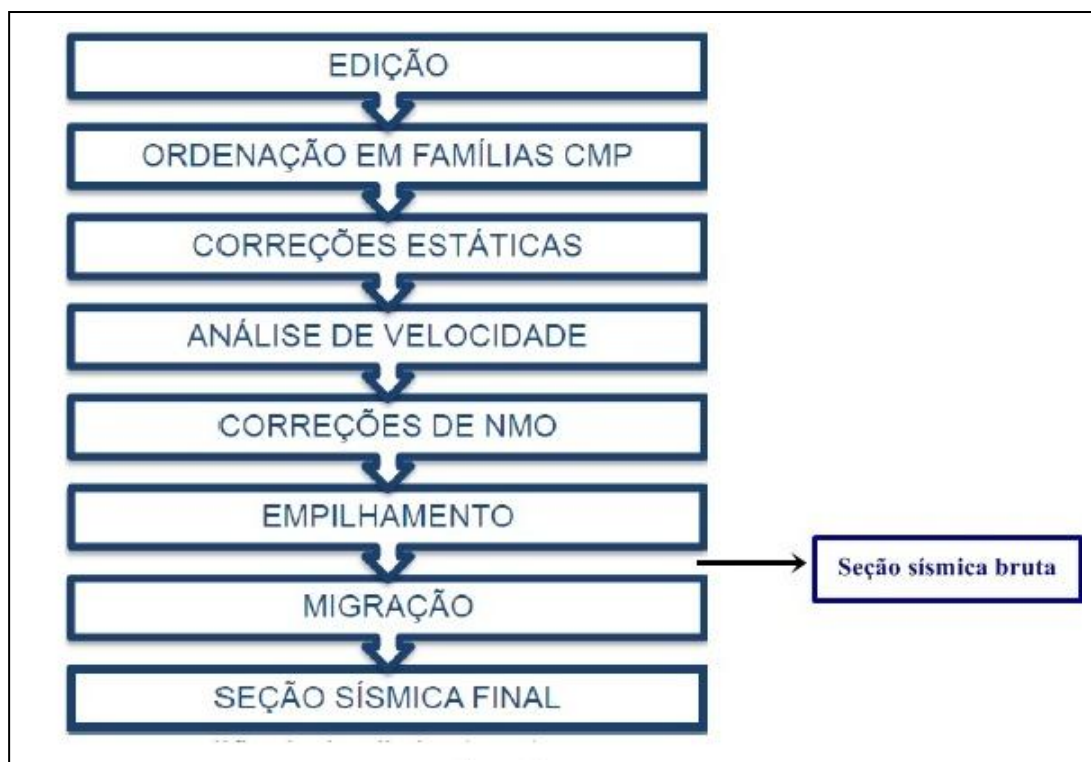 EDIÇÃO
ORDENAÇÃO EM FAMÍLIAS CMP
CORREÇÕES ESTÁTICAS
ANÁLISE DE VELOCIDADE
CORREÇÕES DE NMO
EMPILHAMENTO
Seção sísmica bruta
MIGRAÇÃO
SEÇÃO SÍSMICA FINAL